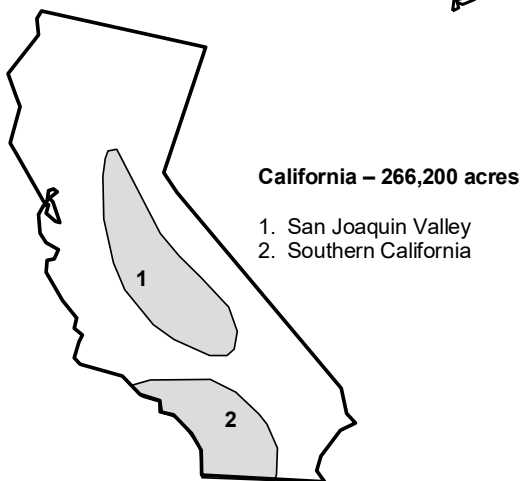 California – 266,200 acres
1. San Joaquin Valley
2. Southern California
1
2